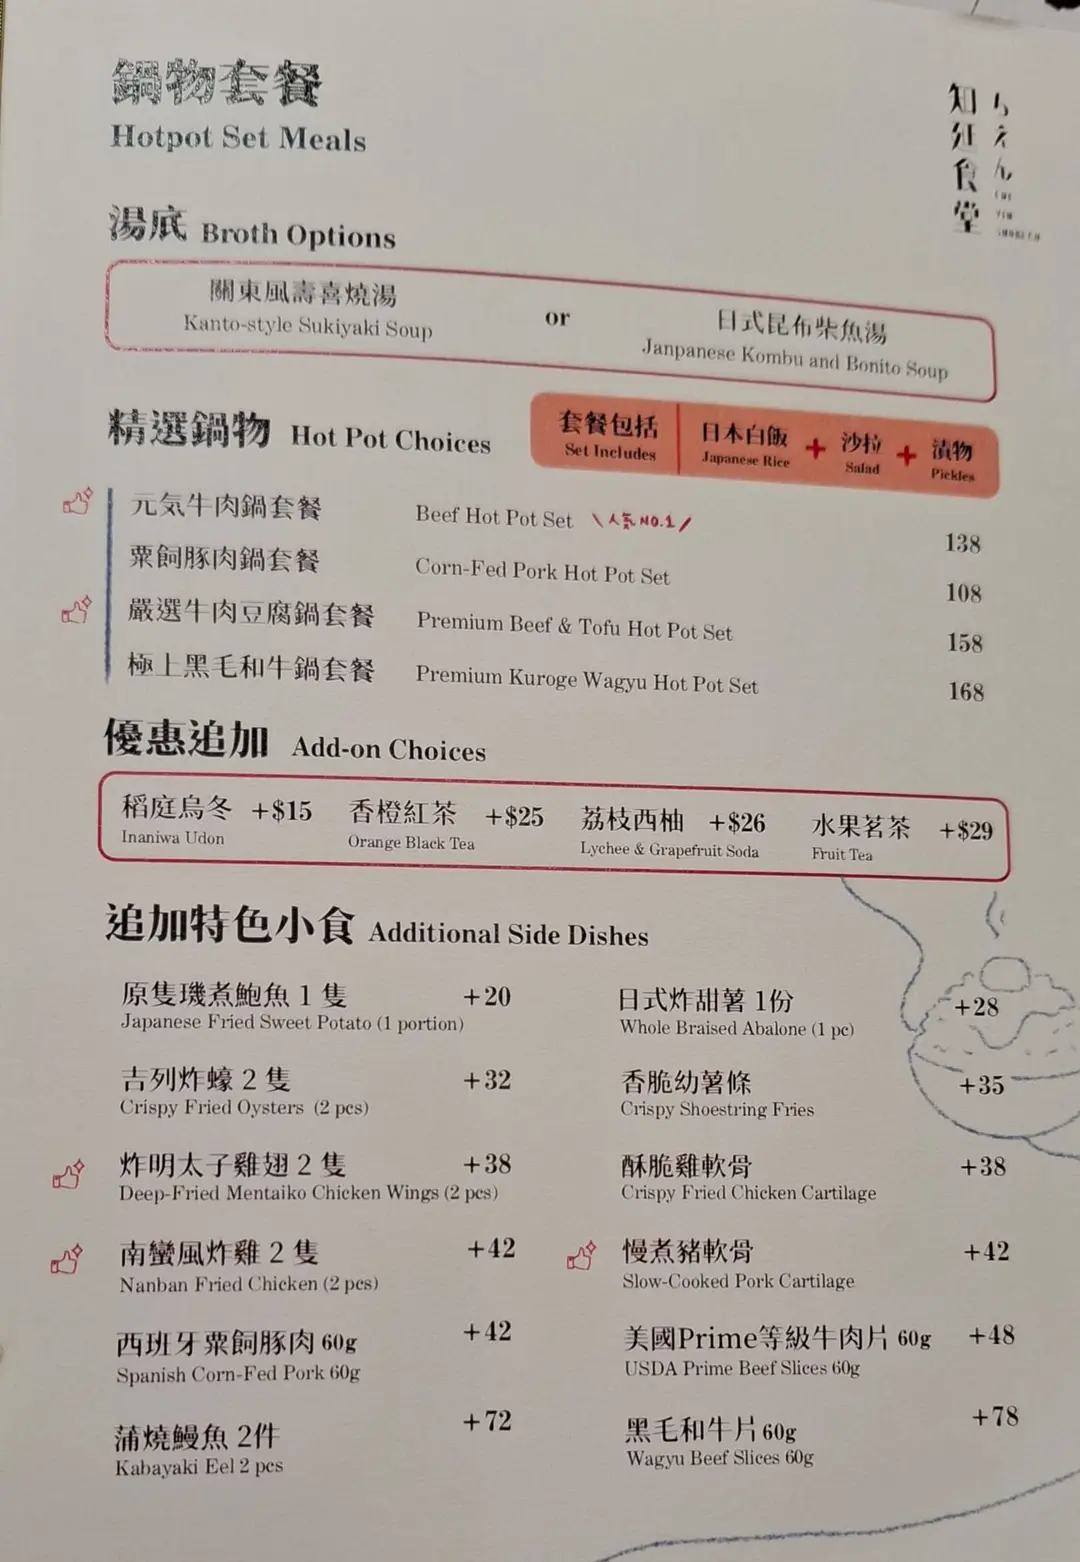 鍋物套餐
Hotpot Set Meals
知延食堂
ちえん
湯底 Broth Options
關東風壽喜燒湯
Kanto-style Sukiyaki Soup
or
日式昆布柴魚湯
Janpanese Kombu and Bonito Soup
精選鍋物 Hot Pot Choices
套餐包括
Set Includes
日本白飯 + 沙拉 + 漬物
Japanese Rice Salad Pickles
元気牛肉鍋套餐 Beef Hot Pot Set \人気NO.1/ 138
粟飼豚肉鍋套餐 Corn-Fed Pork Hot Pot Set 108
嚴選牛肉豆腐鍋套餐 Premium Beef & Tofu Hot Pot Set 158
極上黑毛和牛鍋套餐 Premium Kuroge Wagyu Hot Pot Set 168
優惠追加 Add-on Choices
稻庭烏冬 +$15 香橙紅茶 +$25 荔枝西柚 +$26 水果茗茶 +$29
Inaniwa Udon Orange Black Tea Lychee & Grapefruit Soda Fruit Tea
追加特色小食 Additional Side Dishes
原隻璣煮鮑魚 1 隻 +20 日式炸甜薯 1份 +28
Japanese Fried Sweet Potato (1 portion) Whole Braised Abalone (1 pc)
吉列炸蠔 2 隻 +32 香脆幼薯條 +35
Crispy Fried Oysters (2 pcs) Crispy Shoestring Fries
炸明太子雞翅 2 隻 +38 酥脆雞軟骨 +38
Deep-Fried Mentaiko Chicken Wings (2 pcs) Crispy Fried Chicken Cartilage
南蠻風炸雞 2 隻 +42 慢煮豬軟骨 +42
Nanban Fried Chicken (2 pcs) Slow-Cooked Pork Cartilage
西班牙粟飼豚肉 60g +42 美國Prime等級牛肉片 60g +48
Spanish Corn-Fed Pork 60g USDA Prime Beef Slices 60g
蒲燒鰻魚 2件 +72 黑毛和牛片 60g +78
Kabayaki Eel 2 pcs Wagyu Beef Slices 60g